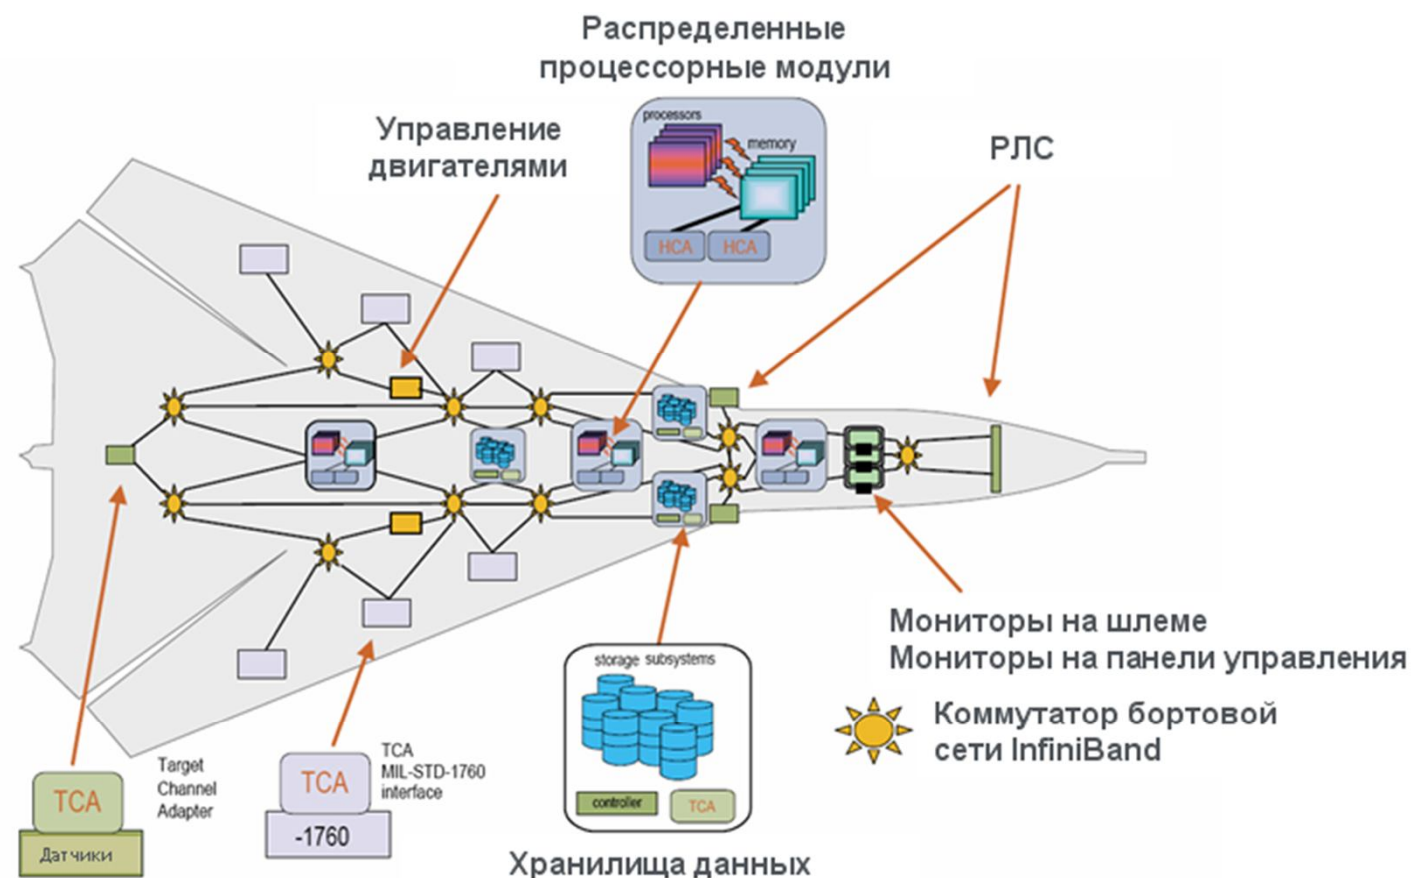 Распределенные
процессорные модули
processors
memory
HCA
HCA
Управление
двигателями
РЛС
Мониторы на шлеме
Мониторы на панели управления
Коммутатор бортовой
сети InfiniBand
storage subsystems
controller
TCA
Хранилища данных
TCA
MIL-STD-1760
interface
TCA
-1760
Target
Channel
Adapter
TCA
Датчики